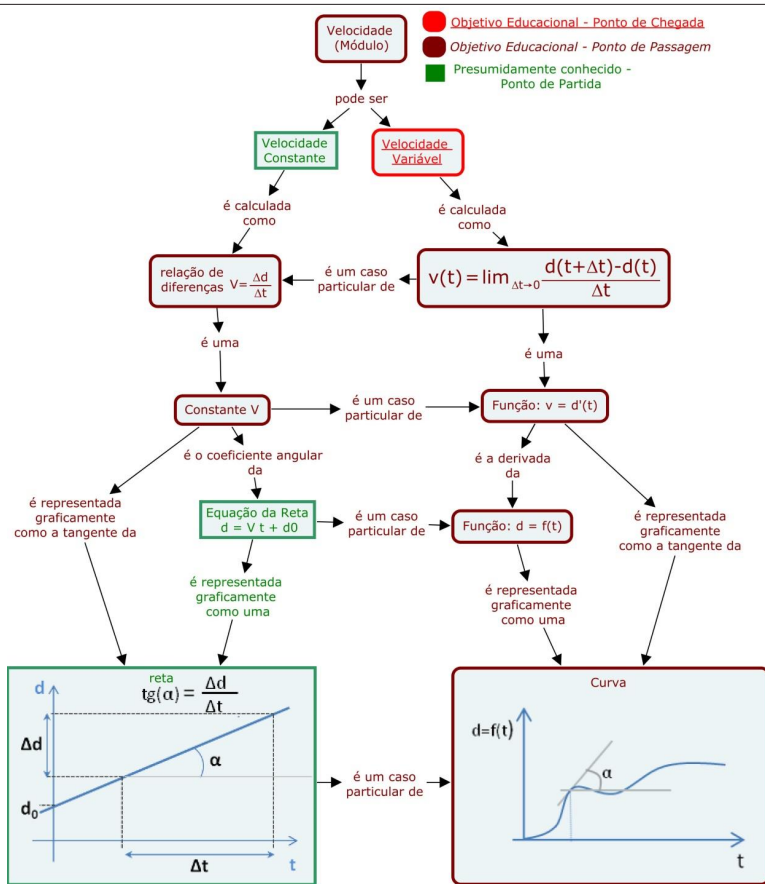 Velocidade
(Módulo)
Objetivo Educacional - Ponto de Chegada
Objetivo Educacional - Ponto de Passagem
Presumidamente conhecido -
Ponto de Partida
pode ser
Velocidade
Constante
Velocidade
Variável
é calculada
como
é calculada
como
relação de
diferenças V=Δd/Δt
é um caso
particular de
v(t)=lim Δt→0 d(t+Δt)-d(t)/Δt
é uma
é uma
Constante V
é um caso
particular de
Função: v = d'(t)
é o coeficiente angular
da
é a derivada
da
é representada
graficamente
como a tangente da
Equação da Reta
d = V t + d0
é um caso
particular de
Função: d = f(t)
é representada
graficamente
como a tangente da
é representada
graficamente
como uma
é representada
graficamente
como uma
reta
tg(α) = Δd/Δt
d
Δd
α
d₀
Δt
t
é um caso
particular de
Curva
d=f(t)
α
t